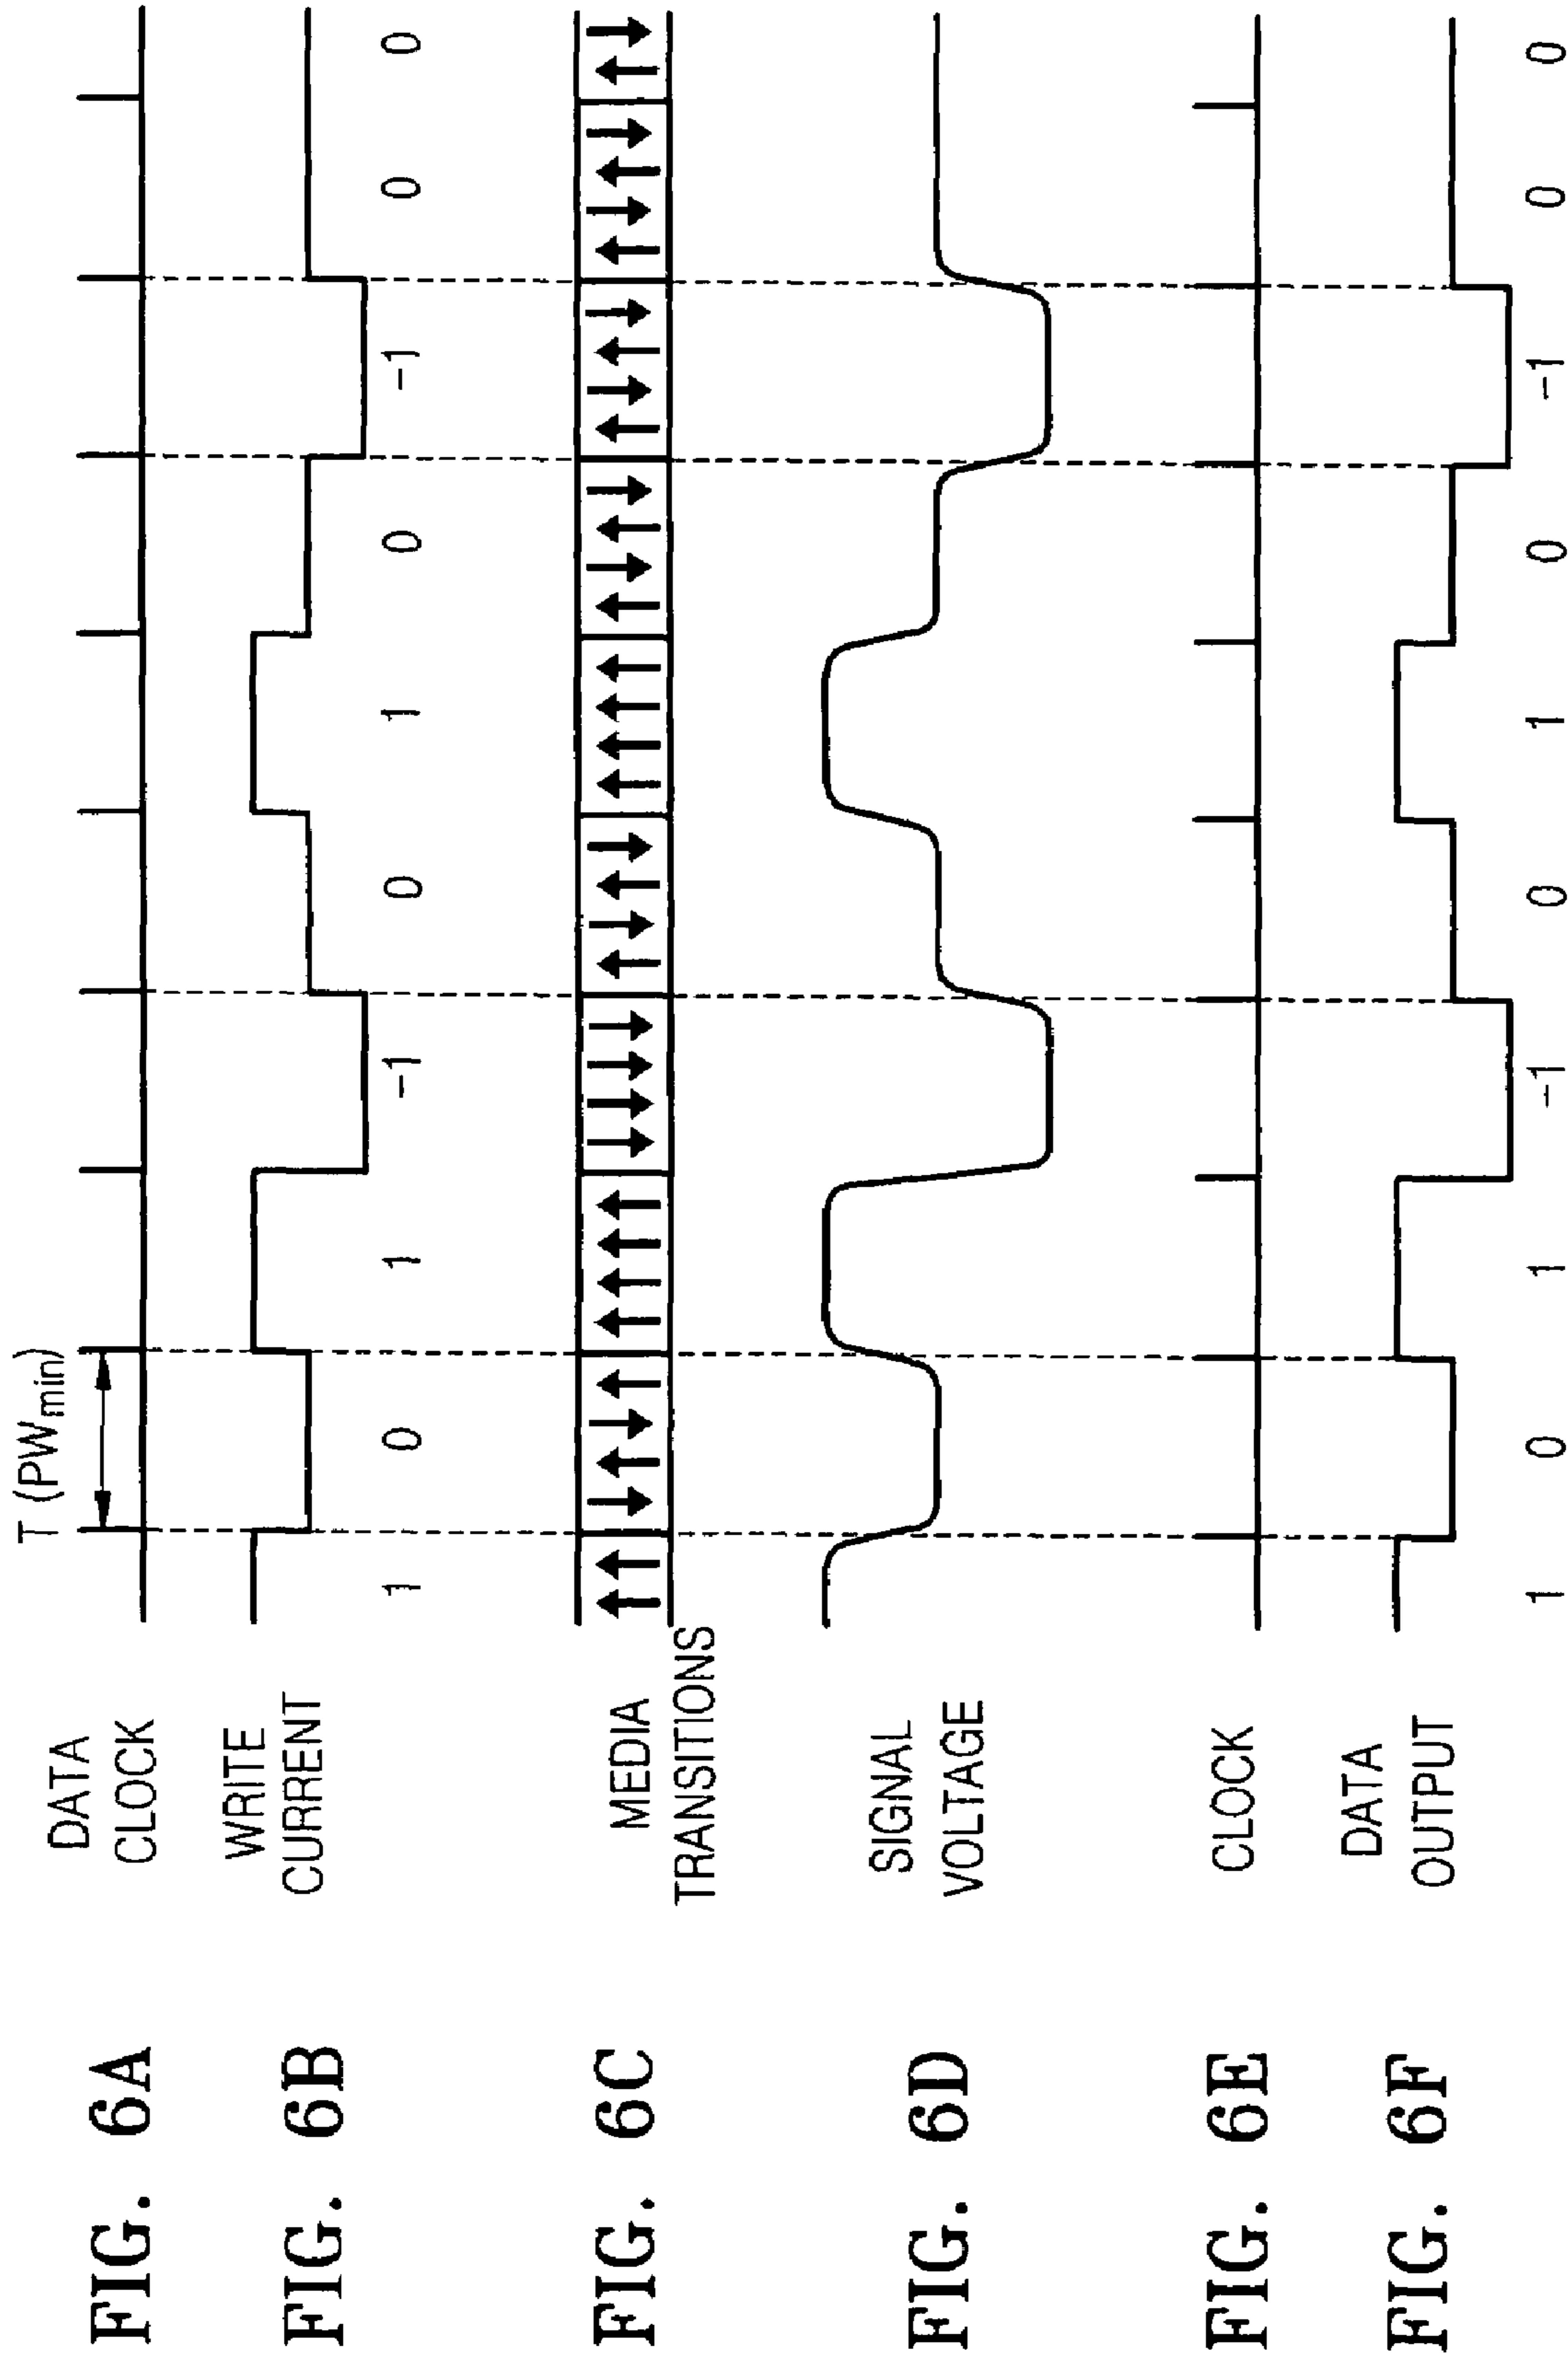 T (PWmin)
FIG. 6A
DATA
CLOCK
FIG. 6B
WRITE
CURRENT
1 0 1 -1 0 1 0 -1 0 0
FIG. 6C
MEDIA
TRANSITIONS
FIG. 6D
SIGNAL
VOLTAGE
FIG. 6E
CLOCK
FIG. 6F
DATA
OUTPUT
1 0 1 -1 0 1 0 -1 0 0